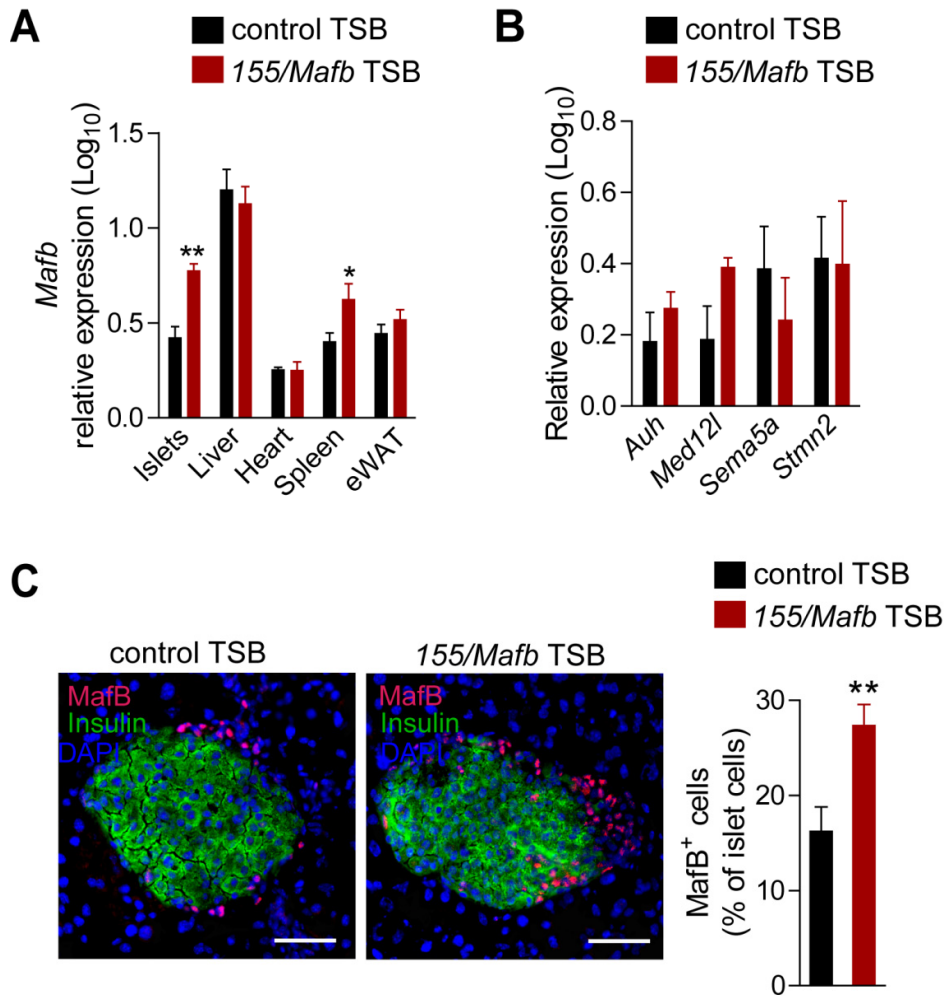 A
control TSB
155/Mafb TSB
Mafb
relative expression (Log10)
1.5
1.0
0.5
0.0
**
*
Islets
Liver
Heart
Spleen
eWAT
B
control TSB
155/Mafb TSB
Relative expression (Log10)
0.8
0.6
0.4
0.2
0.0
Auh
Med12l
Sema5a
Stmn2
C
control TSB
MafB
Insulin
DAPI
155/Mafb TSB
MafB
Insulin
DAPI
control TSB
155/Mafb TSB
MafB+ cells
(% of islet cells)
30
20
10
0
**